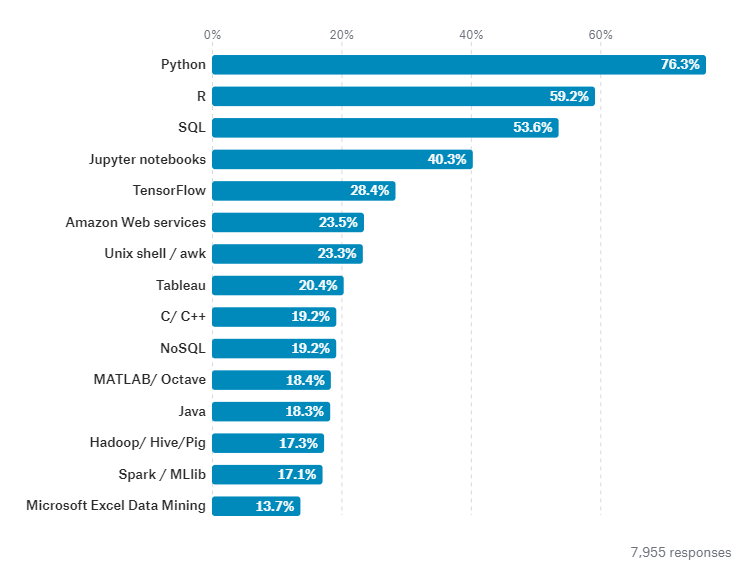 0% 20% 40% 60%
Python 76.3%
R 59.2%
SQL 53.6%
Jupyter notebooks 40.3%
TensorFlow 28.4%
Amazon Web services 23.5%
Unix shell / awk 23.3%
Tableau 20.4%
C/ C++ 19.2%
NoSQL 19.2%
MATLAB/ Octave 18.4%
Java 18.3%
Hadoop/ Hive/Pig 17.3%
Spark / MLlib 17.1%
Microsoft Excel Data Mining 13.7%
7,955 responses